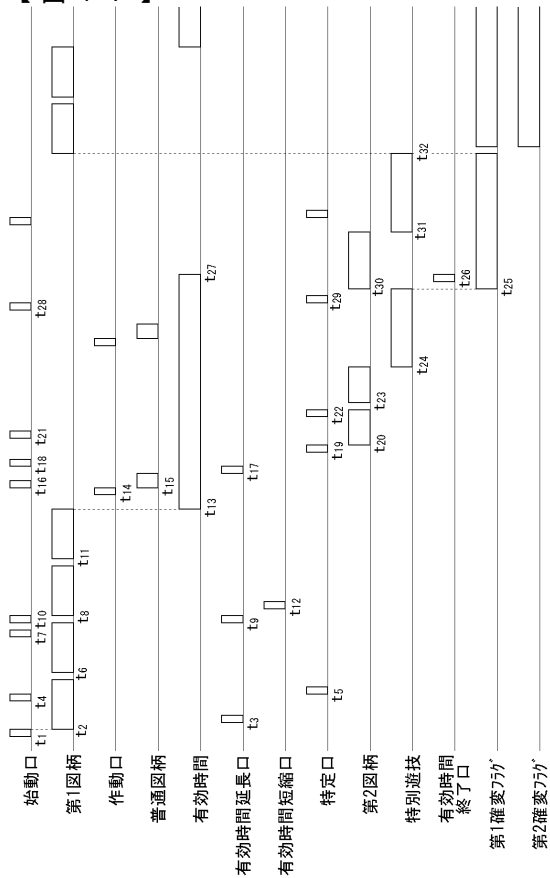 始動口
t1 t4 t7 t10 t16 t18 t21 t28
第1図柄
t2 t6 t8 t11
作動口
t14
普通図柄
t15
有効時間
t13 t27
有効時間延長口
t3 t9 t17
有効時間短縮口
t12
特定口
t5 t19 t22 t29
第2図柄
t20 t23 t30
特別遊技
t24 t31 t32
有効時間
終了口
t26
第1確変ﾌﾗｸﾞ
t25
第2確変ﾌﾗｸﾞ